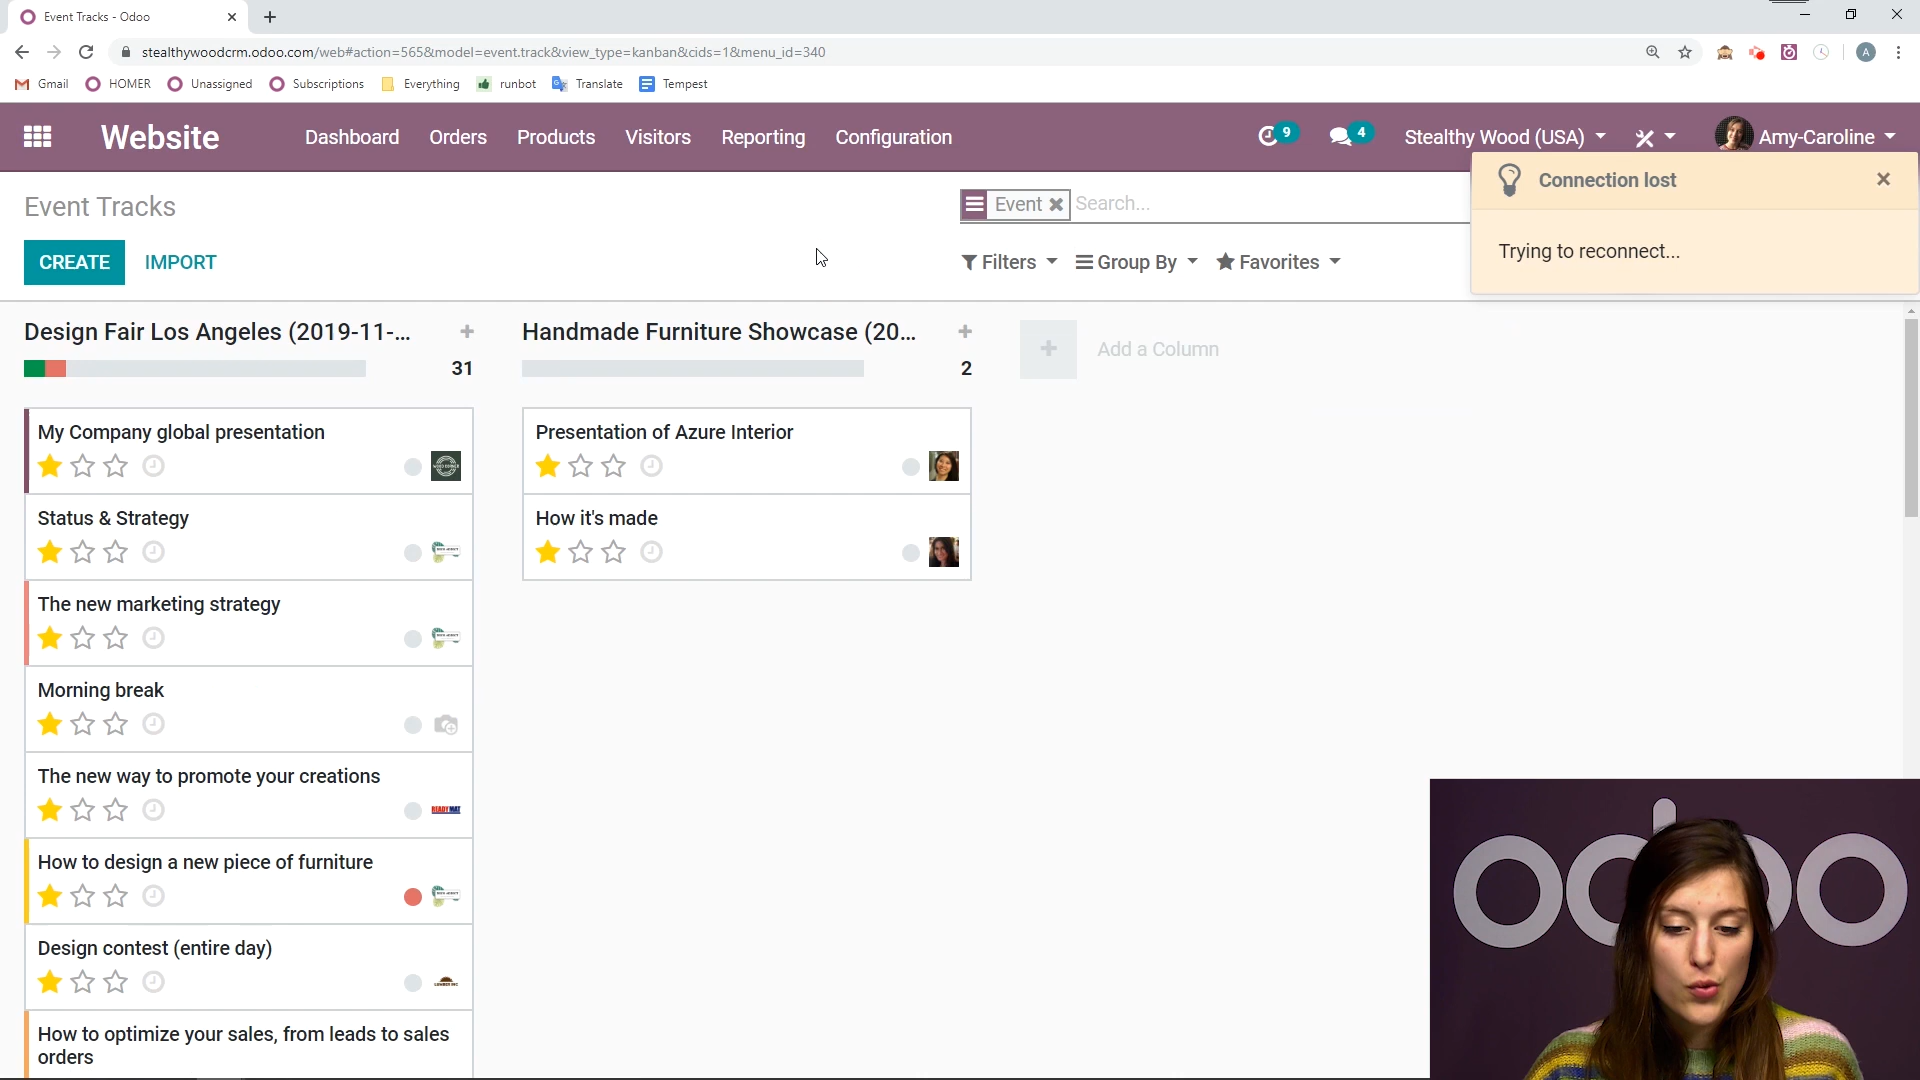 Event Tracks - Odoo
stealthywoodcrm.odoo.com/web#action=565&model=event.track&view_type=kanban&cids=1&menu_id=340
A
Gmail
HOMER
Unassigned
Subscriptions
Everything
runbot
Translate
Tempest
Website
Dashboard
Orders
Products
Visitors
Reporting
Configuration
9
4
Stealthy Wood (USA)
Amy-Caroline
Connection lost
Trying to reconnect...
Event Tracks
Event
Search...
CREATE
IMPORT
Filters
Group By
Favorites
Design Fair Los Angeles (2019-11-...
31
My Company global presentation
Status & Strategy
The new marketing strategy
Morning break
The new way to promote your creations
READY MAT
How to design a new piece of furniture
Design contest (entire day)
LUMBER INC
How to optimize your sales, from leads to sales
orders
Handmade Furniture Showcase (20...
2
Presentation of Azure Interior
How it's made
Add a Column
odoo